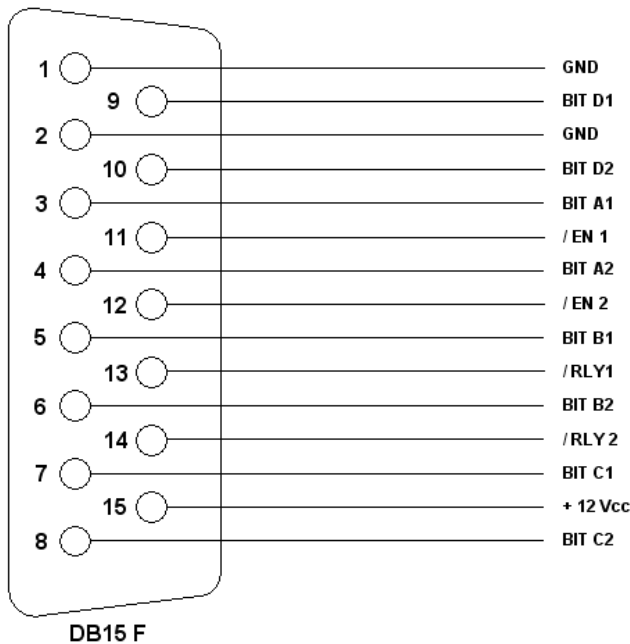 1 GND
9 BIT D1
2 GND
10 BIT D2
3 BIT A1
11 / EN 1
4 BIT A2
12 / EN 2
5 BIT B1
13 / RLY1
6 BIT B2
14 / RLY 2
7 BIT C1
15 + 12 Vcc
8 BIT C2
DB15 F